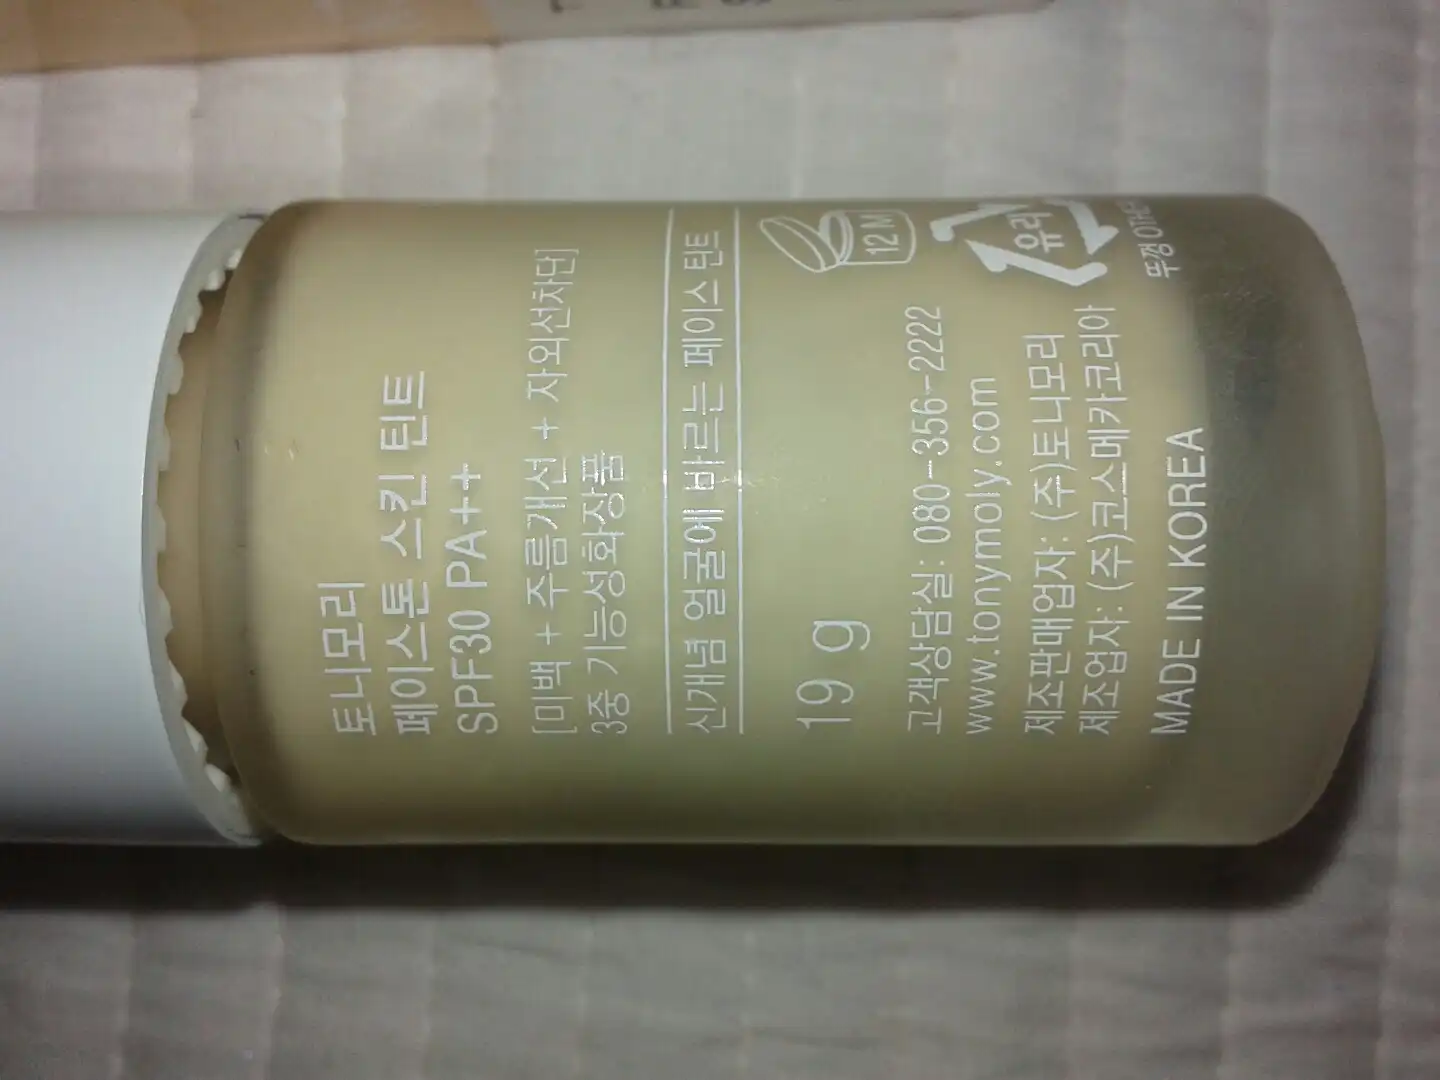 토니모리
페이스톤 스킨 틴트
SPF30 PA++
[미백 + 주름개선 + 자외선차단]
3중 기능성화장품
신개념 얼굴에 바르는 페이스 틴트
19 g
12 M
고객상담실: 080-356-2222
www.tonymoly.com
제조판매업자: (주)토니모리
제조업자: (주)코스메카코리아
MADE IN KOREA
유리
뚜껑 OTHER